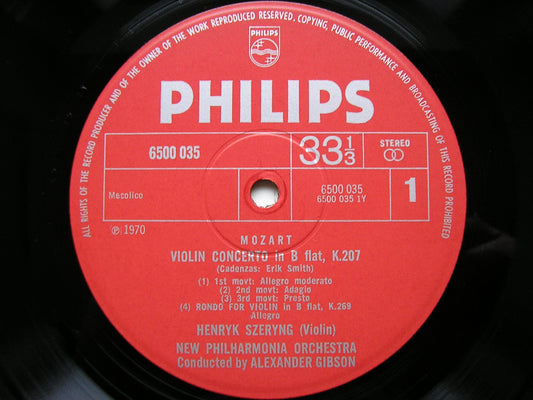 ALL RIGHTS OF THE RECORD PRODUCER AND OF THE OWNER OF THE WORK REPRODUCED RESERVED. COPYING, PUBLIC PERFORMANCE AND BROADCASTING OF THIS RECORD PROHIBITED
PHILIPS
PHILIPS
6500 035
33 1/3
STEREO
Mecolico
6500 035
6500 035 1Y
1
℗ 1970
MOZART
VIOLIN CONCERTO in B flat, K.207
(Cadenzas: Erik Smith)
(1) 1st movt: Allegro moderato
(2) 2nd movt: Adagio
(3) 3rd movt: Presto
(4) RONDO FOR VIOLIN in B flat, K.269
Allegro
HENRYK SZERYNG (Violin)
NEW PHILHARMONIA ORCHESTRA
Conducted by ALEXANDER GIBSON